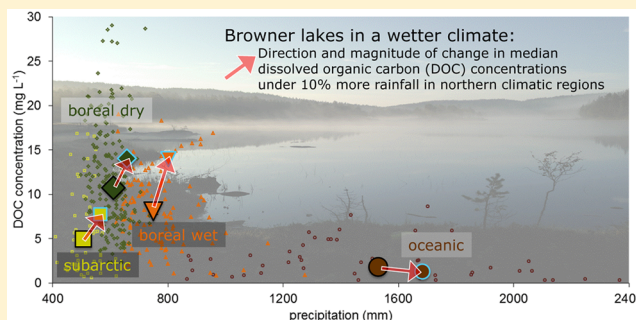 Browner lakes in a wetter climate:
Direction and magnitude of change in median
dissolved organic carbon (DOC) concentrations
under 10% more rainfall in northern climatic regions
DOC concentration (mg L⁻¹)
30
25
20
15
10
5
0
boreal dry
boreal wet
subarctic
oceanic
400
800
1200
1600
2000
240
precipitation (mm)